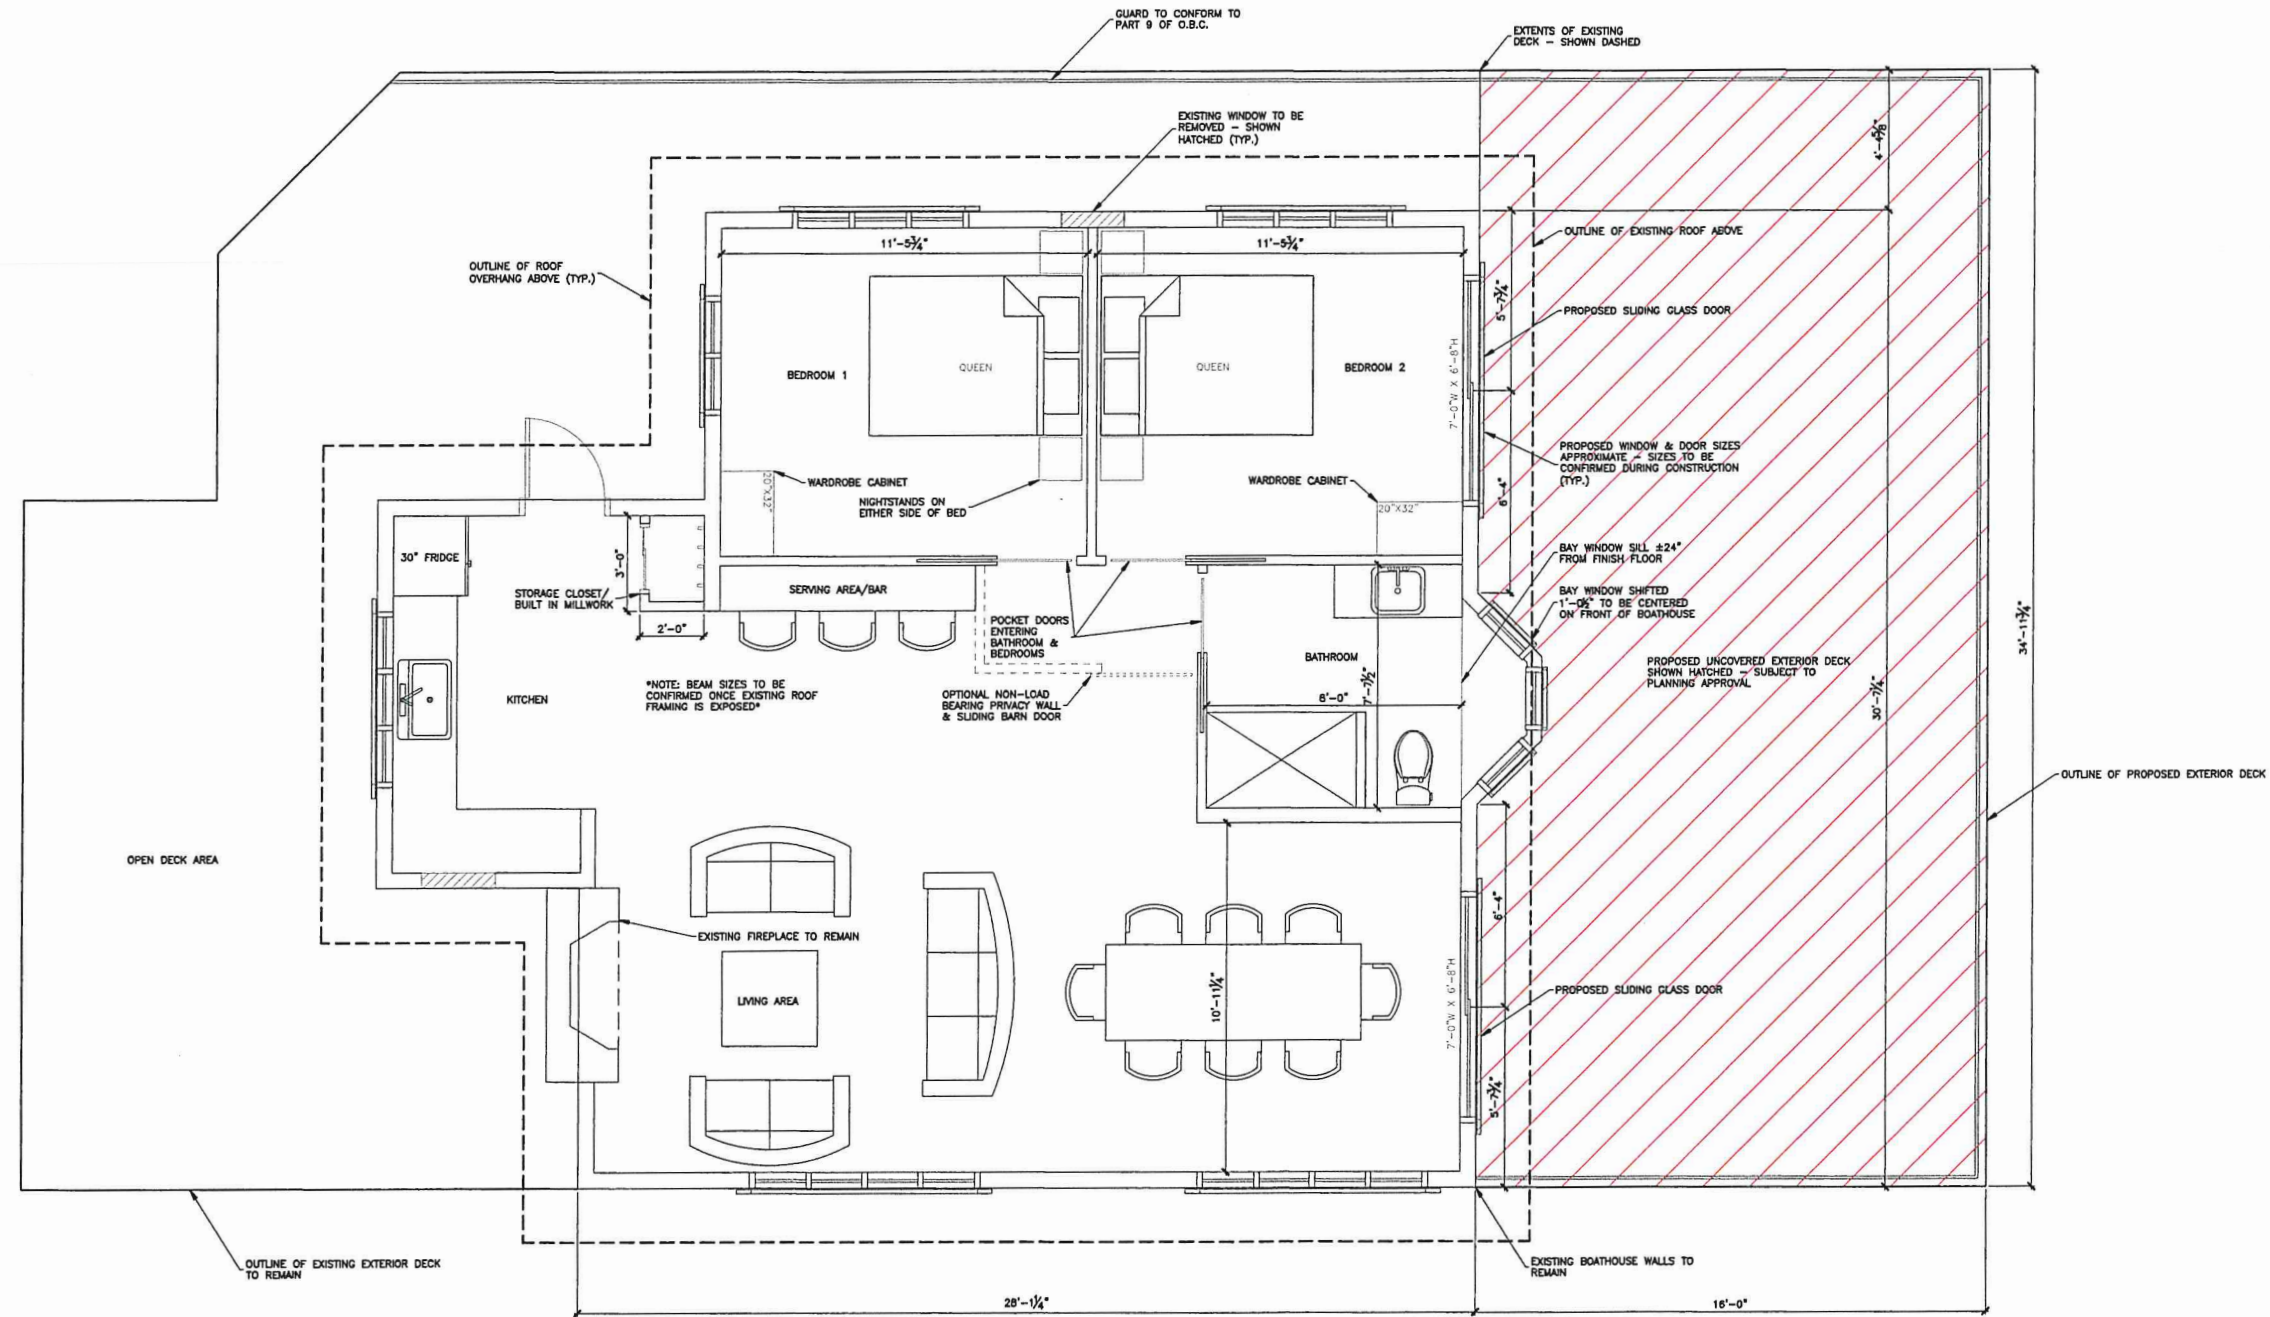 GUARD TO CONFORM TO
PART 9 OF O.B.C.
EXTENTS OF EXISTING
DECK – SHOWN DASHED
EXISTING WINDOW TO BE
REMOVED – SHOWN
HATCHED (TYP.)
4'-4⅝"
OUTLINE OF EXISTING ROOF ABOVE
11'-5¾"
11'-5¾"
OUTLINE OF ROOF
OVERHANG ABOVE (TYP.)
5'-7¾"
PROPOSED SLIDING GLASS DOOR
BEDROOM 1
QUEEN
QUEEN
BEDROOM 2
7'-0"W X 6'-8"H
PROPOSED WINDOW & DOOR SIZES
APPROXIMATE – SIZES TO BE
CONFIRMED DURING CONSTRUCTION
(TYP.)
WARDROBE CABINET
20"X32"
NIGHTSTANDS ON
EITHER SIDE OF BED
WARDROBE CABINET
20"X32"
6'-4"
30" FRIDGE
3'-0"
STORAGE CLOSET/
BUILT IN MILLWORK
2'-0"
SERVING AREA/BAR
BAY WINDOW SILL ±24"
FROM FINISH FLOOR
BAY WINDOW SHIFTED
1'-0½" TO BE CENTERED
ON FRONT OF BOATHOUSE
POCKET DOORS
ENTERING
BATHROOM &
BEDROOMS
BATHROOM
7'-7½"
8'-0"
PROPOSED UNCOVERED EXTERIOR DECK
SHOWN HATCHED – SUBJECT TO
PLANNING APPROVAL
34'-11¾"
30'-7¼"
KITCHEN
*NOTE: BEAM SIZES TO BE
CONFIRMED ONCE EXISTING ROOF
FRAMING IS EXPOSED*
OPTIONAL NON-LOAD
BEARING PRIVACY WALL
& SLIDING BARN DOOR
OUTLINE OF PROPOSED EXTERIOR DECK
OPEN DECK AREA
EXISTING FIREPLACE TO REMAIN
LIVING AREA
10'-11¼"
6'-4"
7'-0"W X 6'-8"H
PROPOSED SLIDING GLASS DOOR
5'-7¾"
OUTLINE OF EXISTING EXTERIOR DECK
TO REMAIN
EXISTING BOATHOUSE WALLS TO
REMAIN
28'-1¼"
16'-0"